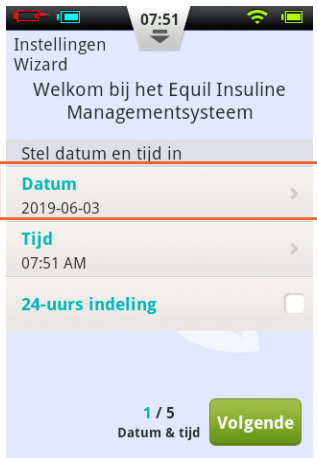 07:51
Instellingen
Wizard
Welkom bij het Equil Insuline
Managementsysteem
Stel datum en tijd in
Datum
2019-06-03
Tijd
07:51 AM
24-uurs indeling
1 / 5
Datum & tijd
Volgende